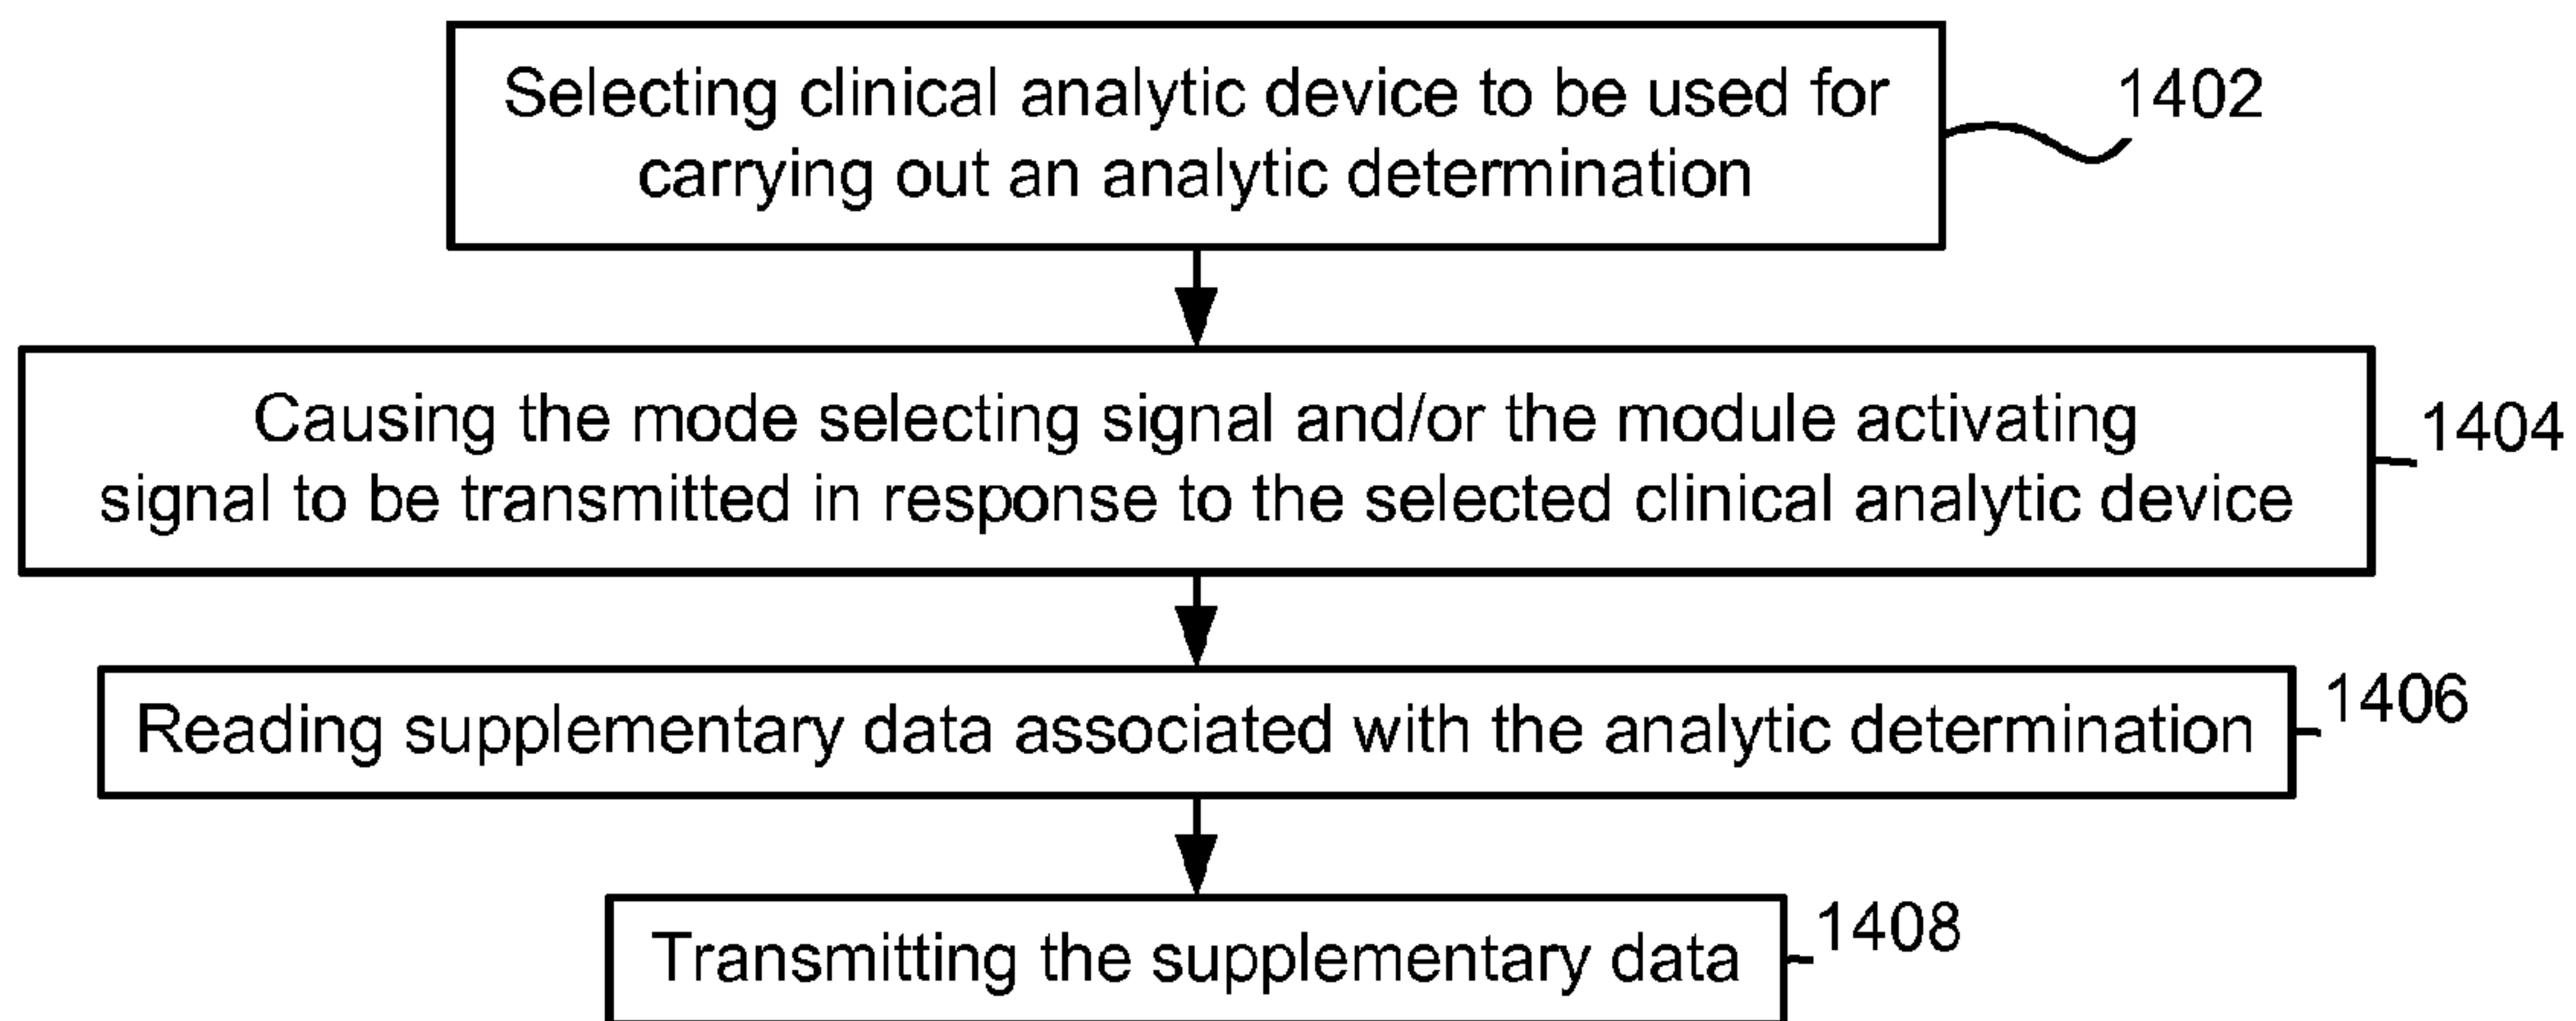 Selecting clinical analytic device to be used for
carrying out an analytic determination
1402
Causing the mode selecting signal and/or the module activating
signal to be transmitted in response to the selected clinical analytic device
1404
Reading supplementary data associated with the analytic determination
1406
Transmitting the supplementary data
1408